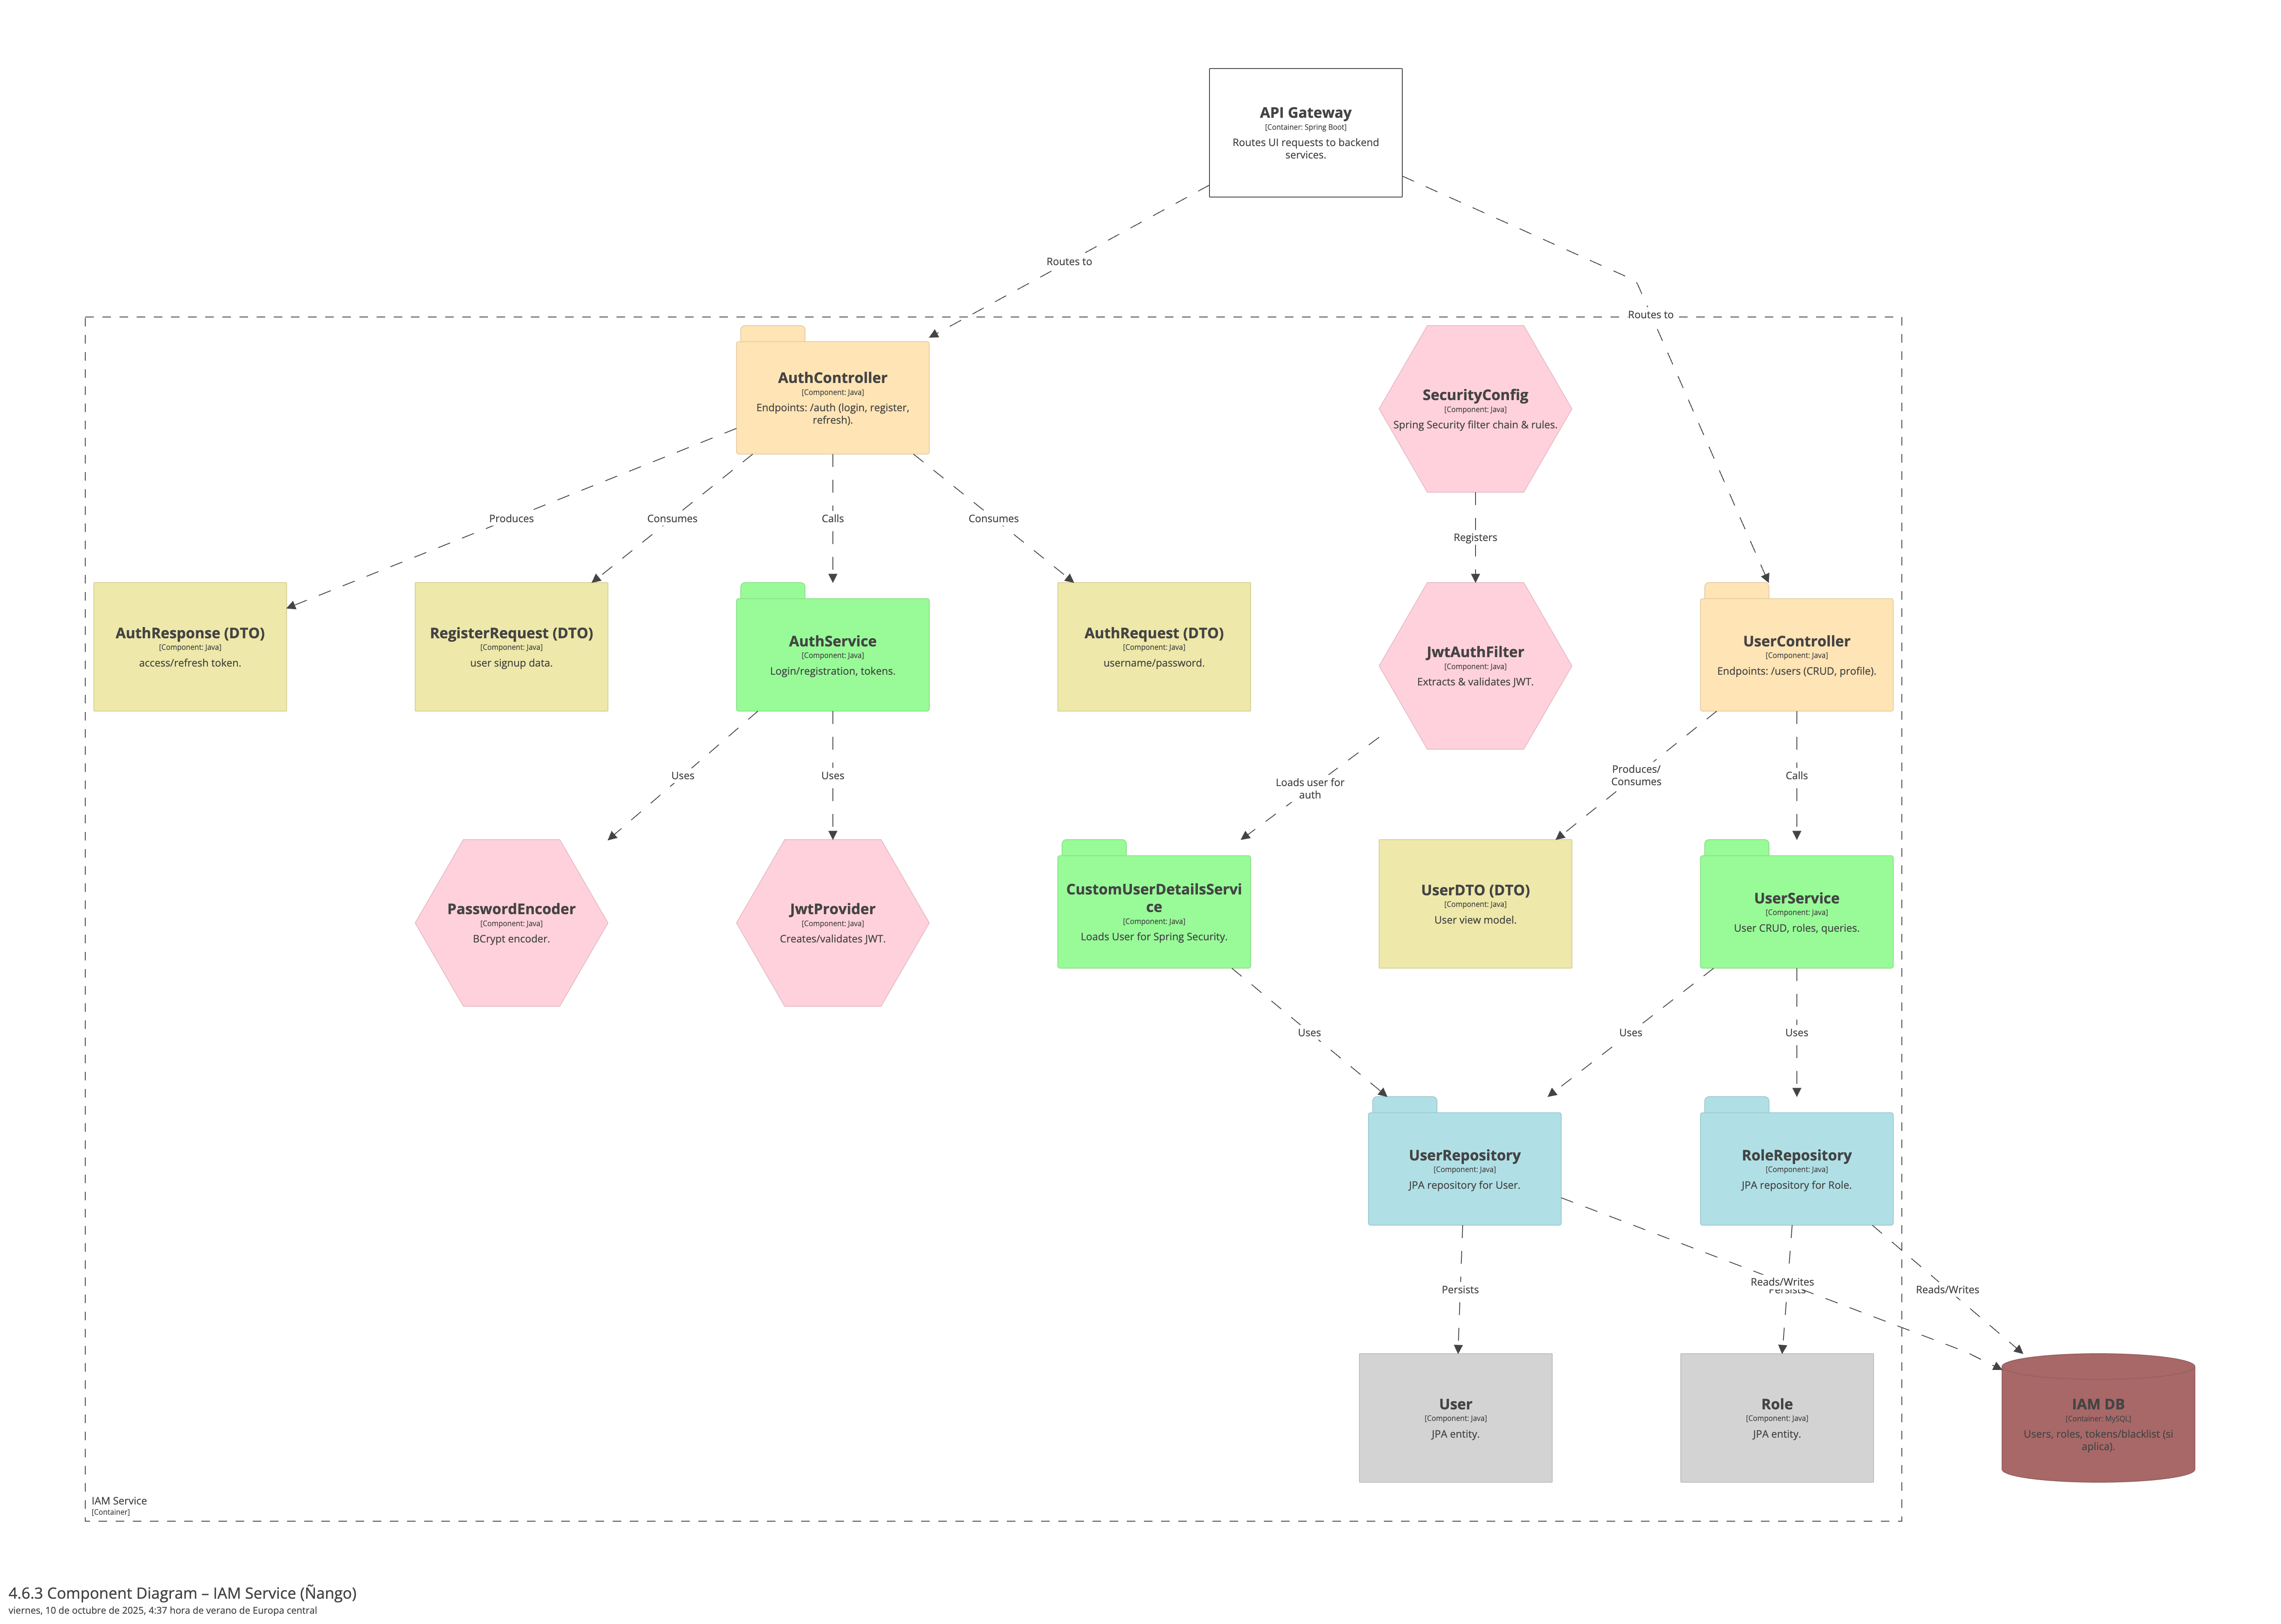 API Gateway
[Container: Spring Boot]
Routes UI requests to backend
services.
Routes to
Routes to
AuthController
[Component: Java]
Endpoints: /auth (login, register,
refresh).
SecurityConfig
[Component: Java]
Spring Security filter chain & rules.
Produces
Consumes
Calls
Consumes
Registers
AuthResponse (DTO)
[Component: Java]
access/refresh token.
RegisterRequest (DTO)
[Component: Java]
user signup data.
AuthService
[Component: Java]
Login/registration, tokens.
AuthRequest (DTO)
[Component: Java]
username/password.
JwtAuthFilter
[Component: Java]
Extracts & validates JWT.
UserController
[Component: Java]
Endpoints: /users (CRUD, profile).
Uses
Uses
Loads user for
auth
Produces/
Consumes
Calls
PasswordEncoder
[Component: Java]
BCrypt encoder.
JwtProvider
[Component: Java]
Creates/validates JWT.
CustomUserDetailsServi
ce
[Component: Java]
Loads User for Spring Security.
UserDTO (DTO)
[Component: Java]
User view model.
UserService
[Component: Java]
User CRUD, roles, queries.
Uses
Uses
Uses
UserRepository
[Component: Java]
JPA repository for User.
RoleRepository
[Component: Java]
JPA repository for Role.
Persists
Reads/Writes
Persists
Reads/Writes
User
[Component: Java]
JPA entity.
Role
[Component: Java]
JPA entity.
IAM DB
[Container: MySQL]
Users, roles, tokens/blacklist (si
aplica).
IAM Service
[Container]
4.6.3 Component Diagram – IAM Service (Ñango)
viernes, 10 de octubre de 2025, 4:37 hora de verano de Europa central